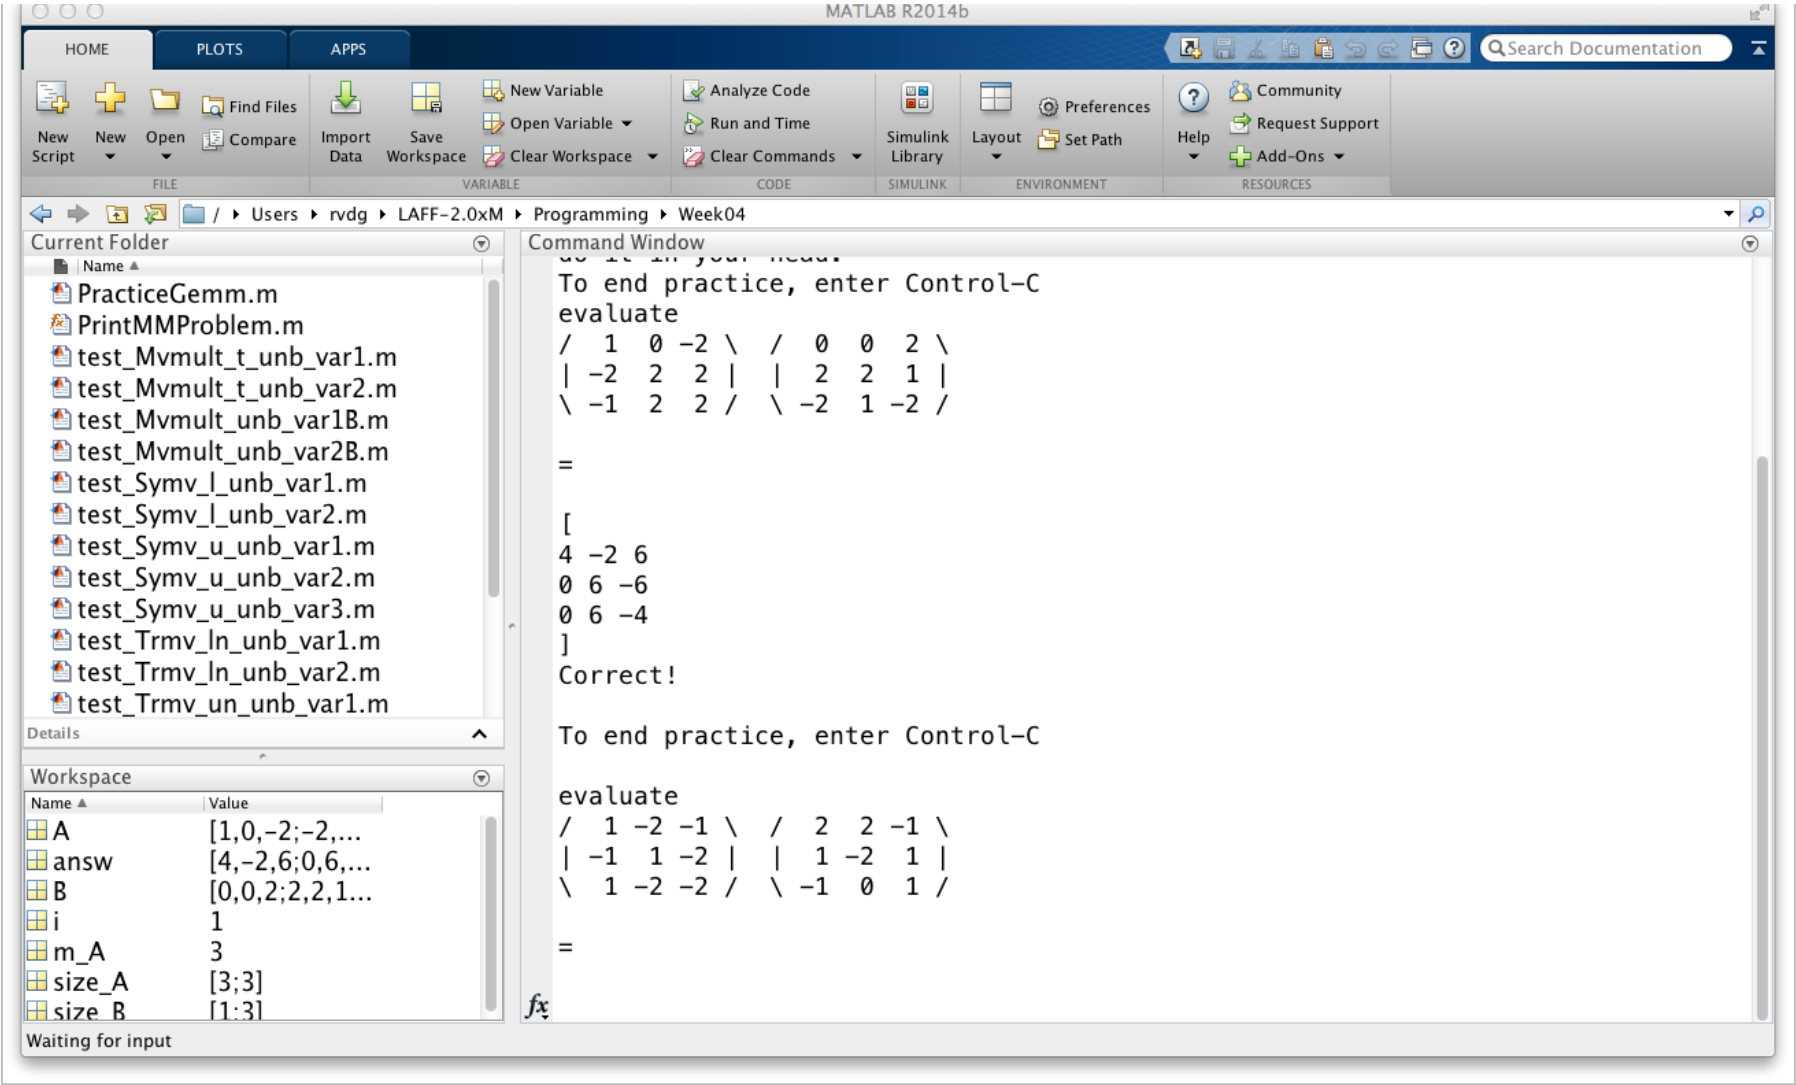 MATLAB R2014b
HOME PLOTS APPS
Search Documentation
New Script
New
Open
Find Files
Compare
FILE
Import Data
Save Workspace
New Variable
Open Variable
Clear Workspace
VARIABLE
Analyze Code
Run and Time
Clear Commands
CODE
Simulink Library
SIMULINK
Layout
Preferences
Set Path
ENVIRONMENT
Help
Community
Request Support
Add-Ons
RESOURCES
/ Users rvdg LAFF-2.0xM Programming Week04
Current Folder
Name
PracticeGemm.m
PrintMMProblem.m
test_Mvmult_t_unb_var1.m
test_Mvmult_t_unb_var2.m
test_Mvmult_unb_var1B.m
test_Mvmult_unb_var2B.m
test_Symv_l_unb_var1.m
test_Symv_l_unb_var2.m
test_Symv_u_unb_var1.m
test_Symv_u_unb_var2.m
test_Symv_u_unb_var3.m
test_Trmv_ln_unb_var1.m
test_Trmv_ln_unb_var2.m
test_Trmv_un_unb_var1.m
Details
Workspace
Name Value
A [1,0,-2;-2,...
answ [4,-2,6;0,6,...
B [0,0,2;2,2,1...
i 1
m_A 3
size_A [3;3]
size_B [1;3]
Command Window
do it in your head.
To end practice, enter Control-C
evaluate
/  1  0 -2 \  /  0  0  2 \
| -2  2  2 |  |  2  2  1 |
\ -1  2  2 /  \ -2  1 -2 /
=
[
4 -2 6
0 6 -6
0 6 -4
]
Correct!
To end practice, enter Control-C
evaluate
/  1 -2 -1 \  /  2  2 -1 \
| -1  1 -2 |  |  1 -2  1 |
\  1 -2 -2 /  \ -1  0  1 /
=
fx
Waiting for input